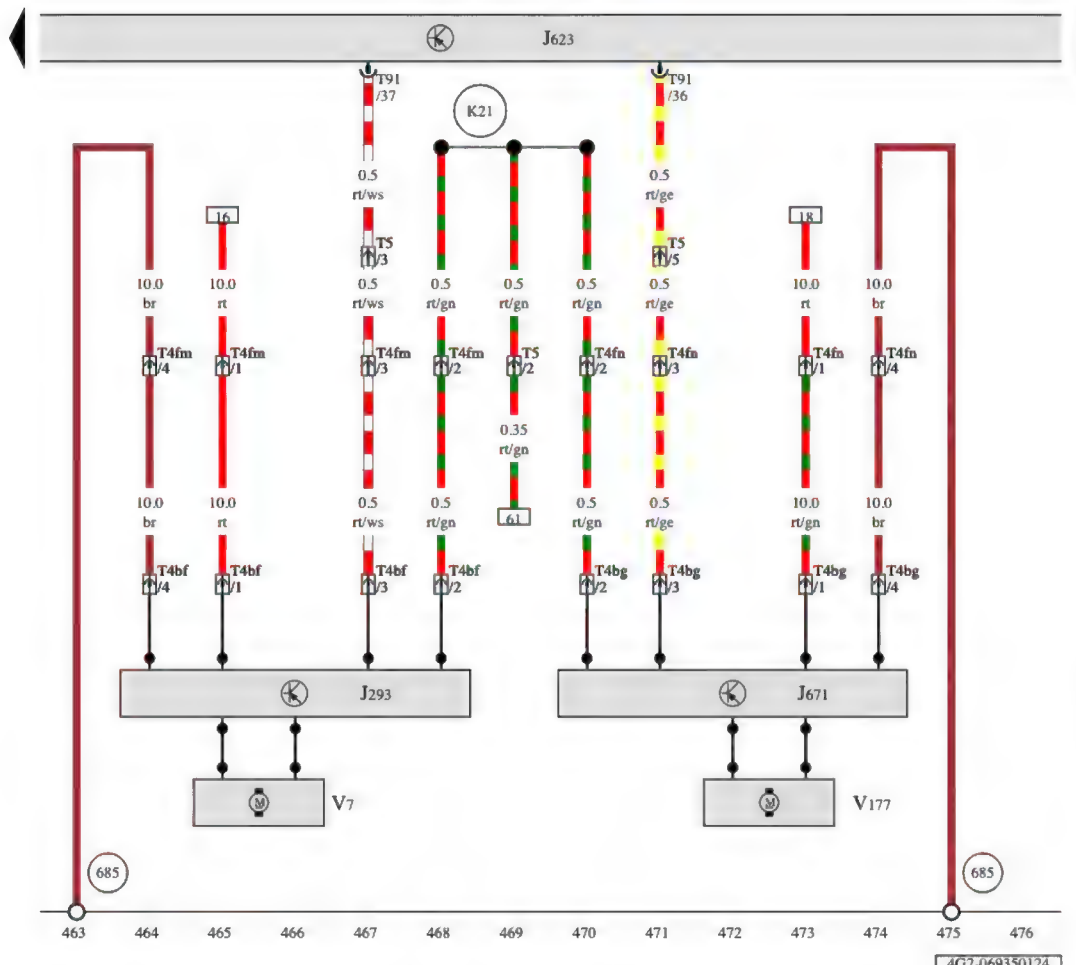 J623
T91
/37
K21
T91
/36
0.5
rt/ws
0.5
rt/ge
16
18
T5
/3
T5
/5
10.0
br
10.0
rt
0.5
rt/ws
0.5
rt/gn
0.5
rt/gn
0.5
rt/gn
0.5
rt/ge
10.0
rt
10.0
br
T4fm
/4
T4fm
/1
T4fm
/3
T4fm
/2
T5
/2
T4fn
/2
T4fn
/3
T4fn
/1
T4fn
/4
0.35
rt/gn
10.0
br
10.0
rt
0.5
rt/ws
0.5
rt/gn
61
0.5
rt/gn
0.5
rt/ge
10.0
rt/gn
10.0
br
T4bf
/4
T4bf
/1
T4bf
/3
T4bf
/2
T4bg
/2
T4bg
/3
T4bg
/1
T4bg
/4
J293
J671
M
V7
M
V177
685
685
463 464 465 466 467 468 469 470 471 472 473 474 475 476
4G2-069350124